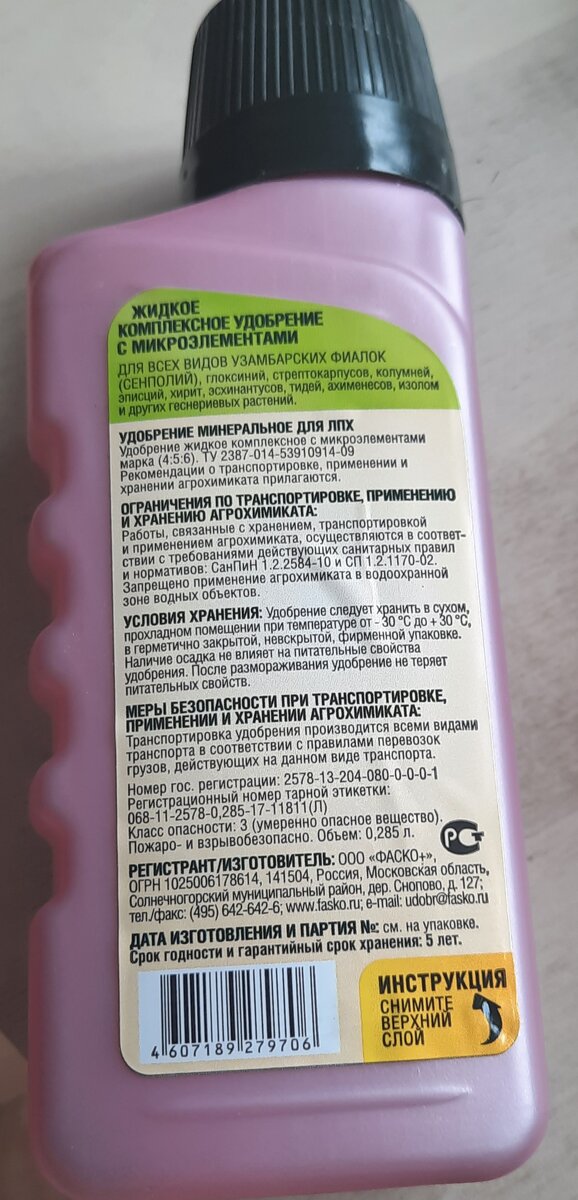 ЖИДКОЕ
КОМПЛЕКСНОЕ УДОБРЕНИЕ
С МИКРОЭЛЕМЕНТАМИ
ДЛЯ ВСЕХ ВИДОВ УЗАМБАРСКИХ ФИАЛОК
(СЕНПОЛИЙ), глоксиний, стрептокарпусов, колумней,
эписций, хирит, эсхинантусов, тидей, ахименесов, изолом
и других геснериевых растений.
УДОБРЕНИЕ МИНЕРАЛЬНОЕ ДЛЯ ЛПХ
Удобрение жидкое комплексное с микроэлементами
марка (4:5:6). ТУ 2387-014-53910914-09
Рекомендации о транспортировке, применении и
хранении агрохимиката прилагаются.
ОГРАНИЧЕНИЯ ПО ТРАНСПОРТИРОВКЕ, ПРИМЕНЕНИЮ
И ХРАНЕНИЮ АГРОХИМИКАТА:
Работы, связанные с хранением, транспортировкой
и применением агрохимиката, осуществляются в соответ-
ствии с требованиями действующих санитарных правил
и нормативов: СанПиН 1.2.2584-10 и СП 1.2.1170-02.
Запрещено применение агрохимиката в водоохранной
зоне водных объектов.
УСЛОВИЯ ХРАНЕНИЯ: Удобрение следует хранить в сухом,
прохладном помещении при температуре от - 30 °С до + 30 °С,
в герметично закрытой, невскрытой, фирменной упаковке.
Наличие осадка не влияет на питательные свойства
удобрения. После размораживания удобрение не теряет
питательных свойств.
МЕРЫ БЕЗОПАСНОСТИ ПРИ ТРАНСПОРТИРОВКЕ,
ПРИМЕНЕНИИ И ХРАНЕНИИ АГРОХИМИКАТА:
Транспортировка удобрения производится всеми видами
транспорта в соответствии с правилами перевозок
грузов, действующих на данном виде транспорта.
Номер гос. регистрации: 2578-13-204-080-0-0-0-1
Регистрационный номер тарной этикетки:
068-11-2578-0,285-17-11811(Л)
Класс опасности: 3 (умеренно опасное вещество).
Пожаро- и взрывобезопасно. Объем: 0,285 л.
РСТ
РЕГИСТРАНТ/ИЗГОТОВИТЕЛЬ: ООО «ФАСКО+»,
ОГРН 1025006178614, 141504, Россия, Московская область,
Солнечногорский муниципальный район, дер. Снопово, д. 127;
тел./факс: (495) 642-642-6; www.fasko.ru; e-mail: udobr@fasko.ru
ДАТА ИЗГОТОВЛЕНИЯ И ПАРТИЯ №: см. на упаковке.
Срок годности и гарантийный срок хранения: 5 лет.
4 607189 279706
ИНСТРУКЦИЯ
СНИМИТЕ
ВЕРХНИЙ
СЛОЙ